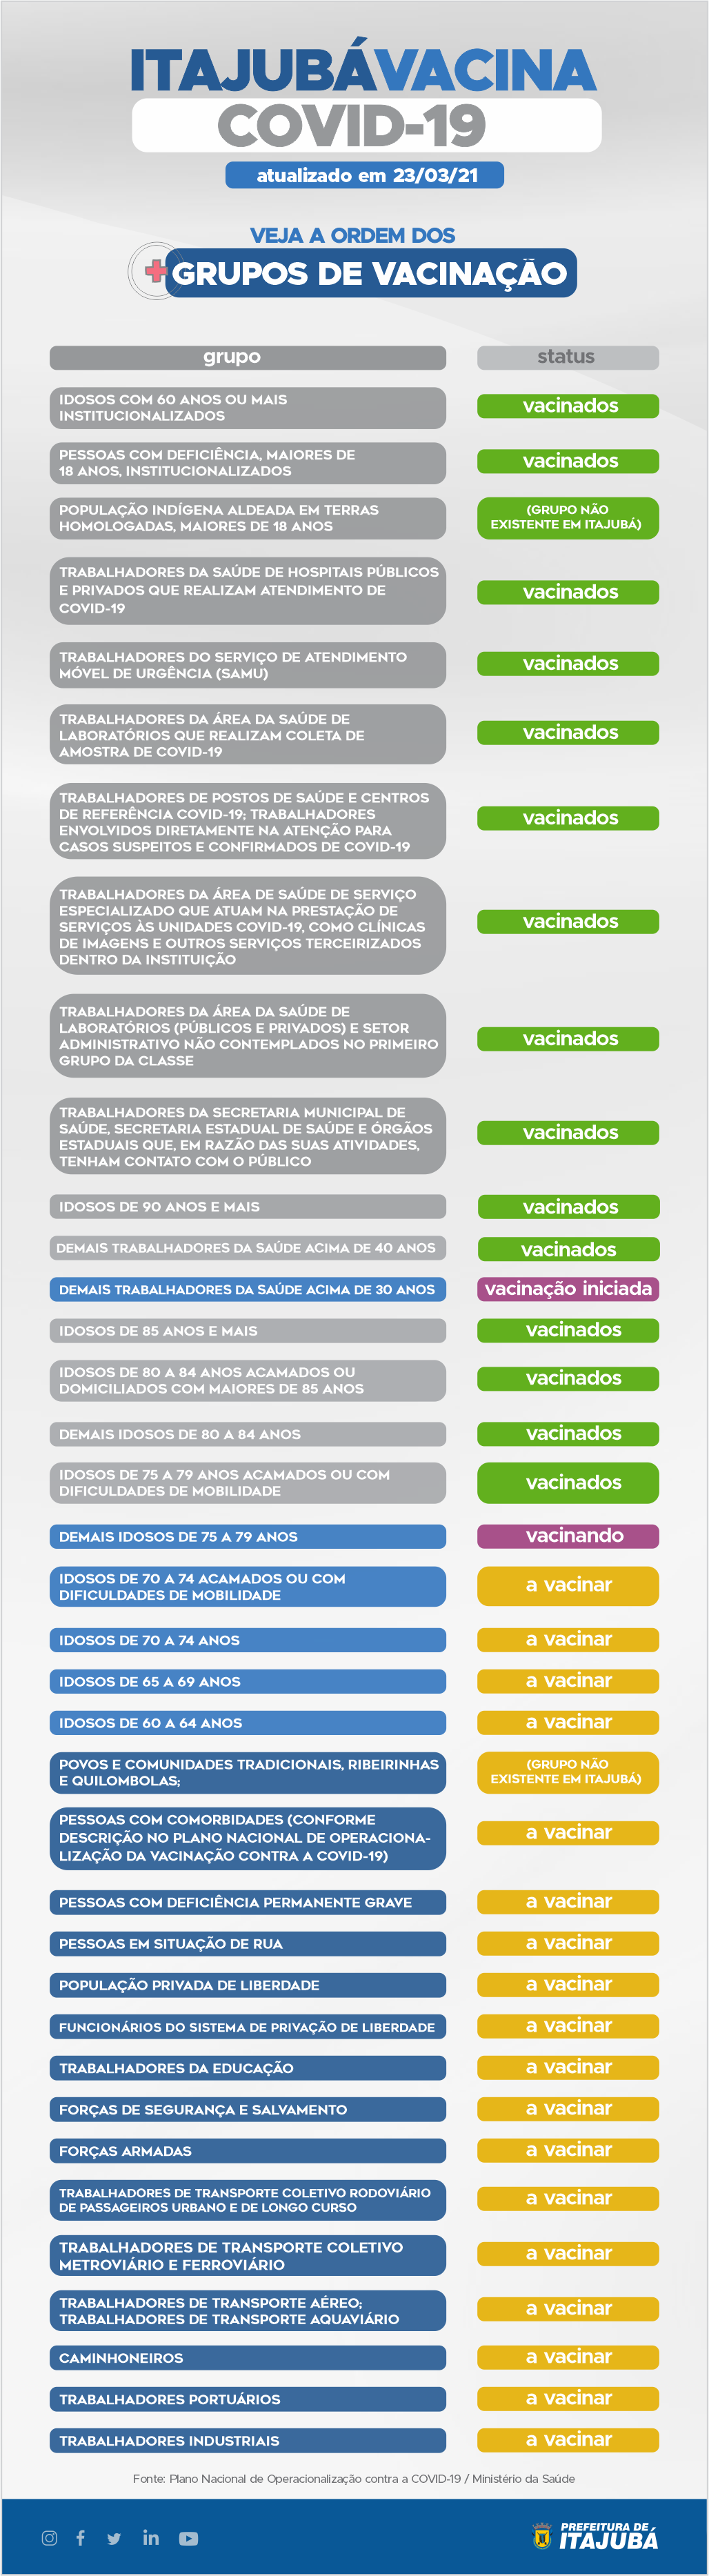 ITAJUBÁVACINA
COVID-19
atualizado em 23/03/21
VEJA A ORDEM DOS
GRUPOS DE VACINAÇÃO
grupo
status
IDOSOS COM 60 ANOS OU MAIS
INSTITUCIONALIZADOS
vacinados
PESSOAS COM DEFICIÊNCIA, MAIORES DE
18 ANOS, INSTITUCIONALIZADOS
vacinados
POPULAÇÃO INDÍGENA ALDEADA EM TERRAS
HOMOLOGADAS, MAIORES DE 18 ANOS
(GRUPO NÃO
EXISTENTE EM ITAJUBÁ)
TRABALHADORES DA SAÚDE DE HOSPITAIS PÚBLICOS
E PRIVADOS QUE REALIZAM ATENDIMENTO DE
COVID-19
vacinados
TRABALHADORES DO SERVIÇO DE ATENDIMENTO
MÓVEL DE URGÊNCIA (SAMU)
vacinados
TRABALHADORES DA ÁREA DA SAÚDE DE
LABORATÓRIOS QUE REALIZAM COLETA DE
AMOSTRA DE COVID-19
vacinados
TRABALHADORES DE POSTOS DE SAÚDE E CENTROS
DE REFERÊNCIA COVID-19; TRABALHADORES
ENVOLVIDOS DIRETAMENTE NA ATENÇÃO PARA
CASOS SUSPEITOS E CONFIRMADOS DE COVID-19
vacinados
TRABALHADORES DA ÁREA DE SAÚDE DE SERVIÇO
ESPECIALIZADO QUE ATUAM NA PRESTAÇÃO DE
SERVIÇOS ÀS UNIDADES COVID-19, COMO CLÍNICAS
DE IMAGENS E OUTROS SERVIÇOS TERCEIRIZADOS
DENTRO DA INSTITUIÇÃO
vacinados
TRABALHADORES DA ÁREA DA SAÚDE DE
LABORATÓRIOS (PÚBLICOS E PRIVADOS) E SETOR
ADMINISTRATIVO NÃO CONTEMPLADOS NO PRIMEIRO
GRUPO DA CLASSE
vacinados
TRABALHADORES DA SECRETARIA MUNICIPAL DE
SAÚDE, SECRETARIA ESTADUAL DE SAÚDE E ÓRGÃOS
ESTADUAIS QUE, EM RAZÃO DAS SUAS ATIVIDADES,
TENHAM CONTATO COM O PÚBLICO
vacinados
IDOSOS DE 90 ANOS E MAIS
vacinados
DEMAIS TRABALHADORES DA SAÚDE ACIMA DE 40 ANOS
vacinados
DEMAIS TRABALHADORES DA SAÚDE ACIMA DE 30 ANOS
vacinação iniciada
IDOSOS DE 85 ANOS E MAIS
vacinados
IDOSOS DE 80 A 84 ANOS ACAMADOS OU
DOMICILIADOS COM MAIORES DE 85 ANOS
vacinados
DEMAIS IDOSOS DE 80 A 84 ANOS
vacinados
IDOSOS DE 75 A 79 ANOS ACAMADOS OU COM
DIFICULDADES DE MOBILIDADE
vacinados
DEMAIS IDOSOS DE 75 A 79 ANOS
vacinando
IDOSOS DE 70 A 74 ACAMADOS OU COM
DIFICULDADES DE MOBILIDADE
a vacinar
IDOSOS DE 70 A 74 ANOS
a vacinar
IDOSOS DE 65 A 69 ANOS
a vacinar
IDOSOS DE 60 A 64 ANOS
a vacinar
POVOS E COMUNIDADES TRADICIONAIS, RIBEIRINHAS
E QUILOMBOLAS;
(GRUPO NÃO
EXISTENTE EM ITAJUBÁ)
PESSOAS COM COMORBIDADES (CONFORME
DESCRIÇÃO NO PLANO NACIONAL DE OPERACIONA-
LIZAÇÃO DA VACINAÇÃO CONTRA A COVID-19)
a vacinar
PESSOAS COM DEFICIÊNCIA PERMANENTE GRAVE
a vacinar
PESSOAS EM SITUAÇÃO DE RUA
a vacinar
POPULAÇÃO PRIVADA DE LIBERDADE
a vacinar
FUNCIONÁRIOS DO SISTEMA DE PRIVAÇÃO DE LIBERDADE
a vacinar
TRABALHADORES DA EDUCAÇÃO
a vacinar
FORÇAS DE SEGURANÇA E SALVAMENTO
a vacinar
FORÇAS ARMADAS
a vacinar
TRABALHADORES DE TRANSPORTE COLETIVO RODOVIÁRIO
DE PASSAGEIROS URBANO E DE LONGO CURSO
a vacinar
TRABALHADORES DE TRANSPORTE COLETIVO
METROVIÁRIO E FERROVIÁRIO
a vacinar
TRABALHADORES DE TRANSPORTE AÉREO;
TRABALHADORES DE TRANSPORTE AQUAVIÁRIO
a vacinar
CAMINHONEIROS
a vacinar
TRABALHADORES PORTUÁRIOS
a vacinar
TRABALHADORES INDUSTRIAIS
a vacinar
Fonte: Plano Nacional de Operacionalização contra a COVID-19 / Ministério da Saúde
PREFEITURA DE
ITAJUBÁ